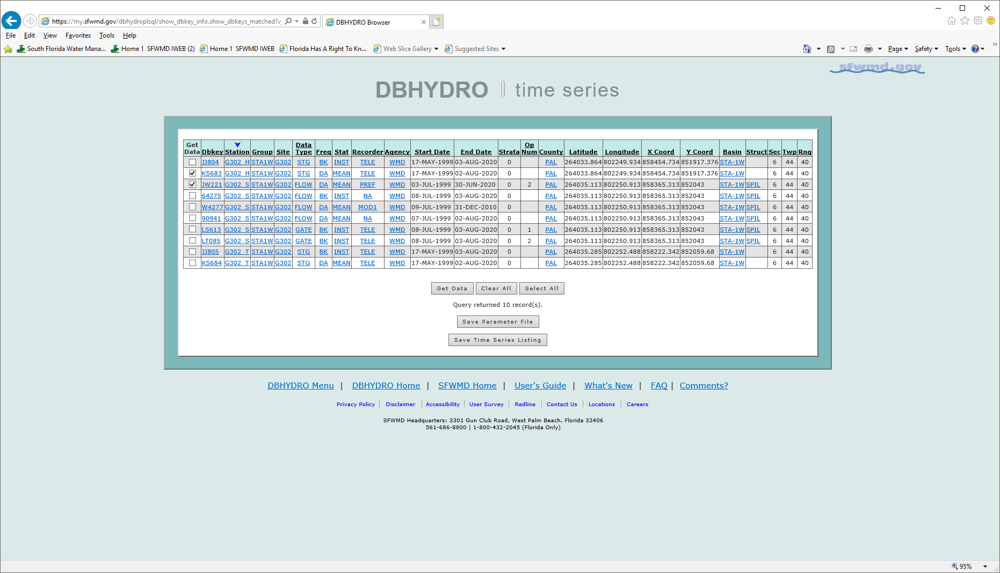 https://my.sfwmd.gov/dbhydroplsql/show_dbkey_info.show_dbkeys_matched?v_
DBHYDRO Browser
File Edit View Favorites Tools Help
South Florida Water Mana... Home 1 SFWMD IWEB (2) Home 1 SFWMD IWEB Florida Has A Right To Kn... Web Slice Gallery Suggested Sites Page Safety Tools
sfwmd.gov
DBHYDRO | time series
Get Data Dbkey Station Group Site Data Type Freq Stat Recorder Agency Start Date End Date Strata Op Num County Latitude Longitude X Coord Y Coord Basin Struct Sec Twp Rng
JJ804 G302_H STA1W G302 STG BK INST TELE WMD 17-MAY-1999 03-AUG-2020 0 PAL 264033.864 802249.934 858454.734 851917.376 STA-1W 6 44 40
KS683 G302_H STA1W G302 STG DA MEAN TELE WMD 17-MAY-1999 02-AUG-2020 0 PAL 264033.864 802249.934 858454.734 851917.376 STA-1W 6 44 40
JW221 G302_S STA1W G302 FLOW DA MEAN PREF WMD 03-JUL-1999 30-JUN-2020 0 2 PAL 264035.113 802250.913 858365.313 852043 STA-1W SPIL 6 44 40
64275 G302_S STA1W G302 FLOW BK INST NA WMD 08-JUL-1999 03-AUG-2020 0 PAL 264035.113 802250.913 858365.313 852043 STA-1W SPIL 6 44 40
W4277 G302_S STA1W G302 FLOW DA MEAN MOD1 WMD 09-JUL-1999 31-DEC-2010 0 PAL 264035.113 802250.913 858365.313 852043 STA-1W SPIL 6 44 40
90941 G302_S STA1W G302 FLOW DA MEAN NA WMD 07-JUL-1999 02-AUG-2020 0 PAL 264035.113 802250.913 858365.313 852043 STA-1W SPIL 6 44 40
LS613 G302_S STA1W G302 GATE BK INST TELE WMD 08-JUL-1999 03-AUG-2020 0 1 PAL 264035.113 802250.913 858365.313 852043 STA-1W SPIL 6 44 40
LT085 G302_S STA1W G302 GATE BK INST TELE WMD 08-JUL-1999 03-AUG-2020 0 2 PAL 264035.113 802250.913 858365.313 852043 STA-1W SPIL 6 44 40
JJ805 G302_T STA1W G302 STG BK INST TELE WMD 17-MAY-1999 03-AUG-2020 0 PAL 264035.285 802252.488 858222.342 852059.68 STA-1W 6 44 40
KS684 G302_T STA1W G302 STG DA MEAN TELE WMD 17-MAY-1999 02-AUG-2020 0 PAL 264035.285 802252.488 858222.342 852059.68 STA-1W 6 44 40
Get Data Clear All Select All
Query returned 10 record(s).
Save Parameter File
Save Time Series Listing
DBHYDRO Menu | DBHYDRO Home | SFWMD Home | User's Guide | What's New | FAQ | Comments?
Privacy Policy | Disclaimer | Accessibility | User Survey | Redline | Contact Us | Locations | Careers
SFWMD Headquarters: 3301 Gun Club Road, West Palm Beach, Florida 33406
561-686-8800 | 1-800-432-2045 (Florida Only)
95%